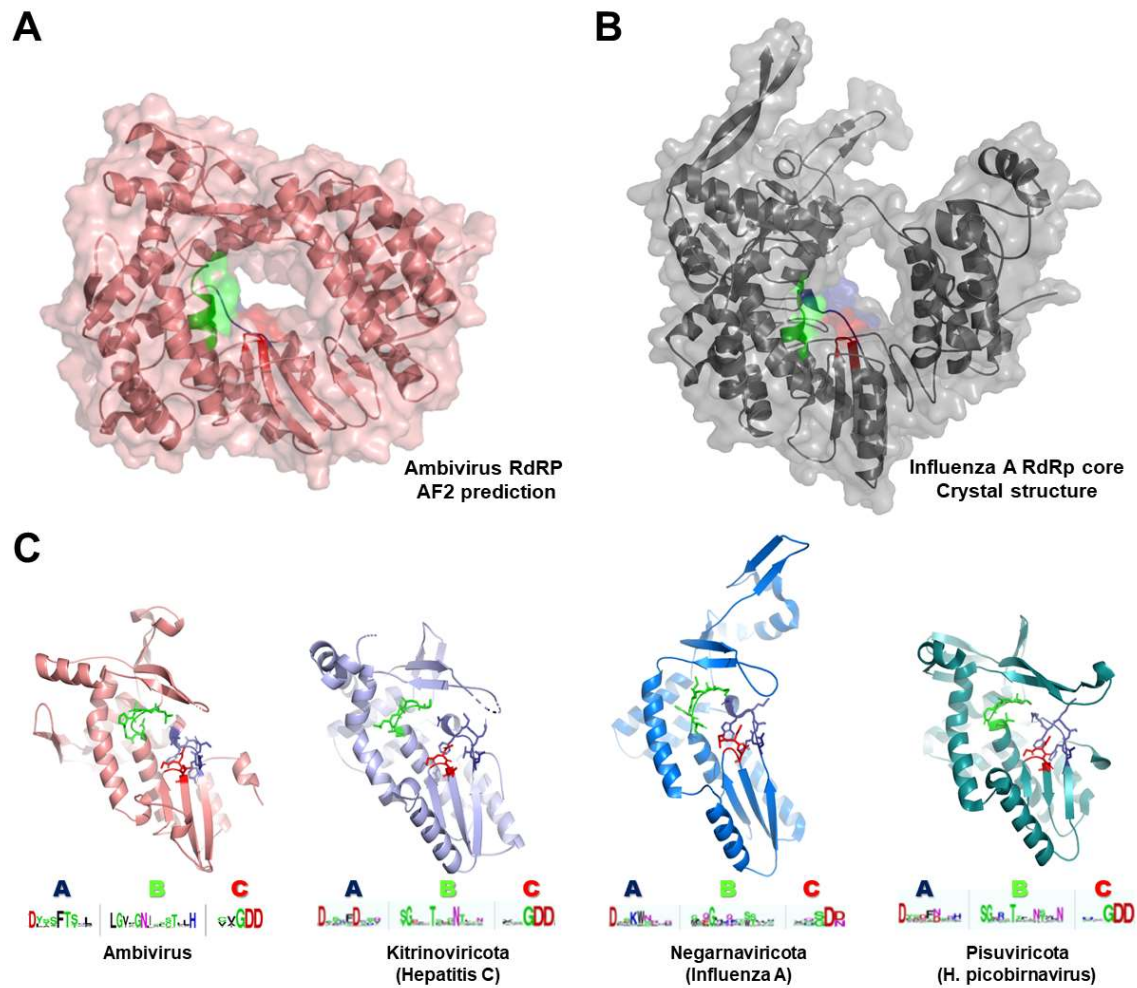 A
B
Ambivirus RdRP
AF2 prediction
Influenza A RdRp core
Crystal structure
C
A B C
GDD
Ambivirus
A B C
GDD
Kitrinoviricota
(Hepatitis C)
A B C
Negarnaviricota
(Influenza A)
A B C
GDD
Pisuviricota
(H. picobirnavirus)